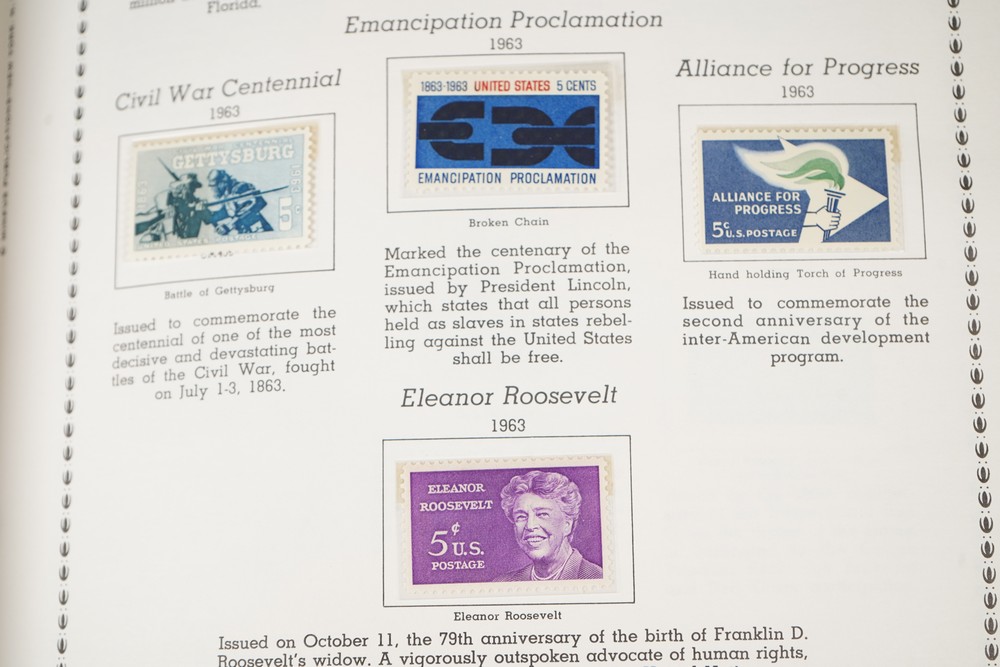 Florida.
Emancipation Proclamation
1963
Civil War Centennial
1963
Alliance for Progress
1963
GETTYSBURG
1863
1963
5¢
U.S. POSTAGE
Battle of Gettysburg
Issued to commemorate the
centennial of one of the most
decisive and devastating bat-
tles of the Civil War, fought
on July 1-3, 1863.
1863-1963 UNITED STATES 5 CENTS
EMANCIPATION PROCLAMATION
Broken Chain
Marked the centenary of the
Emancipation Proclamation,
issued by President Lincoln,
which states that all persons
held as slaves in states rebel-
ling against the United States
shall be free.
ALLIANCE FOR
PROGRESS
5¢ U.S. POSTAGE
Hand holding Torch of Progress
Issued to commemorate the
second anniversary of the
inter-American development
program.
Eleanor Roosevelt
1963
ELEANOR
ROOSEVELT
5¢ U.S.
POSTAGE
Eleanor Roosevelt
Issued on October 11, the 79th anniversary of the birth of Franklin D.
Roosevelt's widow. A vigorously outspoken advocate of human rights,